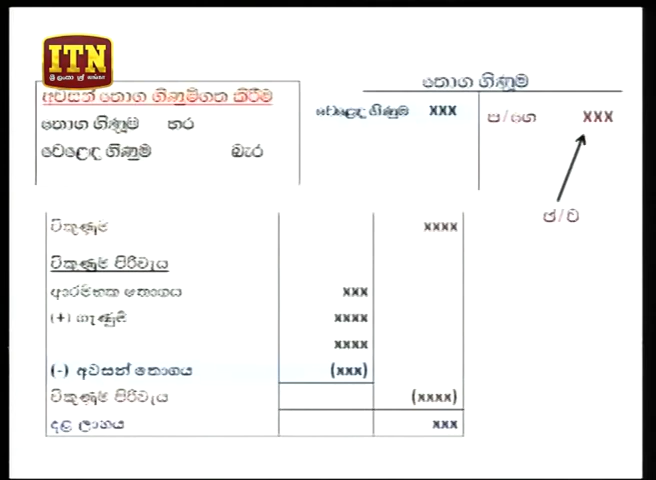 ITN
ශ්‍රී ලංකා ශ්‍රේ සභාව
අවසන් තොග ගිණුම්ගත කිරීම
තොග ගිණුම හර
වෙළෙඳ ගිණුම බැර
තොග ගිණුම
වෙළෙඳ ගිණුම XXX
ප/ගෙ XXX
ප්/ව
විකුණුම් XXXX
විකුණුම් පිරිවැය
ආරම්භක තොගය XXX
(+) ගැණුම් XXXX
XXXX
(-) අවසන් තොගය (XXX)
විකුණුම් පිරිවැය (XXXX)
දළ ලාභය XXX